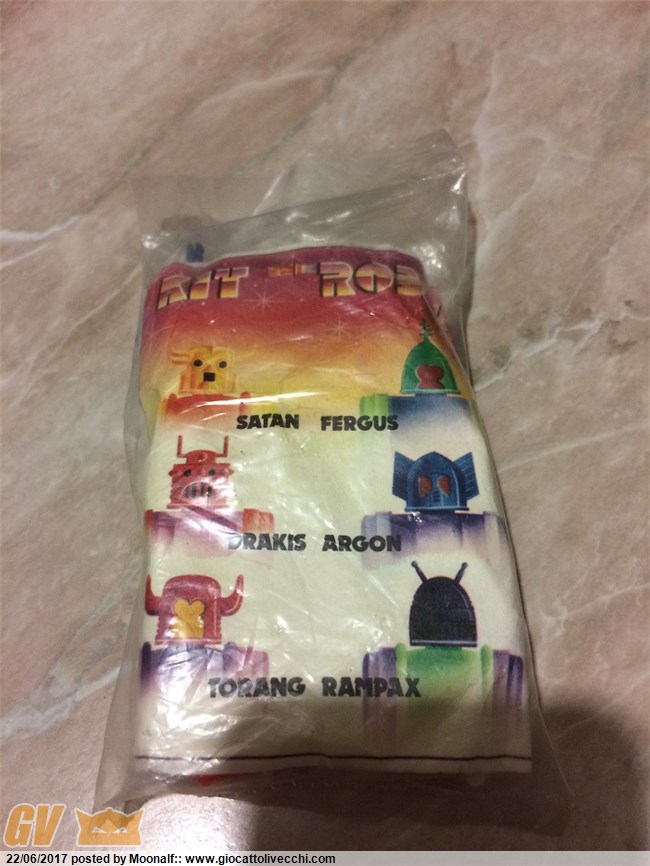 KIT
SATAN FERGUS
DRAKIS ARGON
TORANG RAMPAX
GV
22/06/2017 posted by Moonalf:: www.giocattolivecchi.com